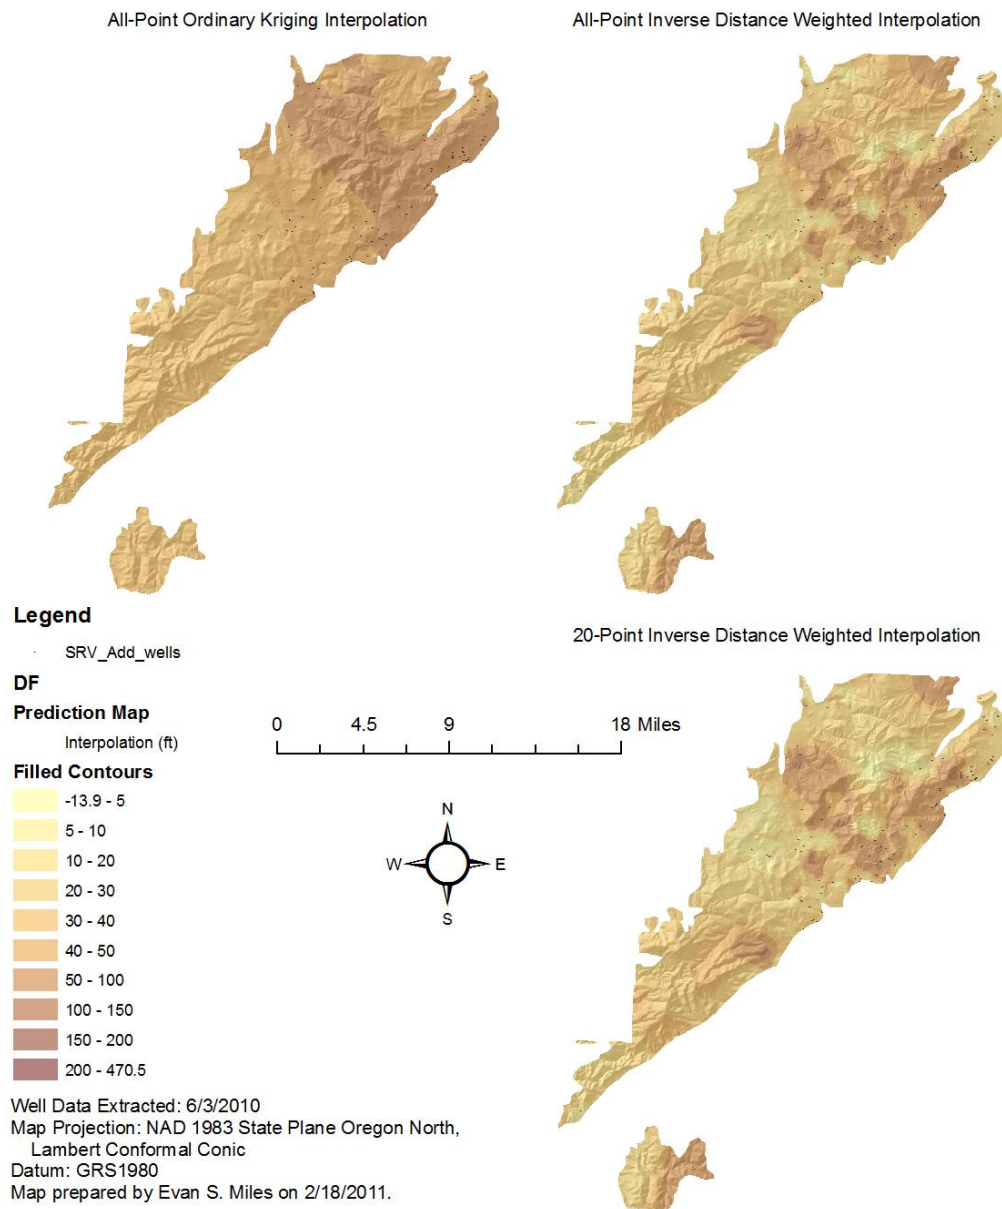 All-Point Ordinary Kriging Interpolation
All-Point Inverse Distance Weighted Interpolation
Legend
SRV_Add_wells
DF
Prediction Map
Interpolation (ft)
Filled Contours
-13.9 - 5
5 - 10
10 - 20
20 - 30
30 - 40
40 - 50
50 - 100
100 - 150
150 - 200
200 - 470.5
0 4.5 9 18 Miles
N
W E
S
20-Point Inverse Distance Weighted Interpolation
Well Data Extracted: 6/3/2010
Map Projection: NAD 1983 State Plane Oregon North,
Lambert Conformal Conic
Datum: GRS1980
Map prepared by Evan S. Miles on 2/18/2011.